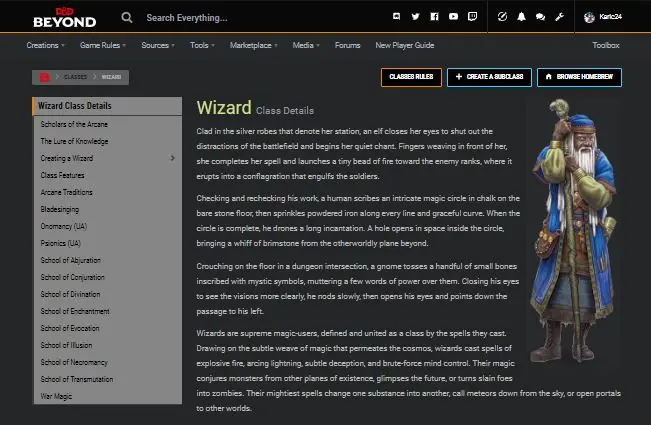 D&D
BEYOND
Search Everything...
Karic24
Creations
Game Rules
Sources
Tools
Marketplace
Media
Forums
New Player Guide
Toolbox
CLASSES
WIZARD
CLASSES RULES
CREATE A SUBCLASS
BROWSE HOMEBREW
Wizard Class Details
Scholars of the Arcane
The Lure of Knowledge
Creating a Wizard
Class Features
Arcane Traditions
Bladesinging
Onomancy (UA)
Psionics (UA)
School of Abjuration
School of Conjuration
School of Divination
School of Enchantment
School of Evocation
School of Illusion
School of Necromancy
School of Transmutation
War Magic
Wizard Class Details
Clad in the silver robes that denote her station, an elf closes her eyes to shut out the
distractions of the battlefield and begins her quiet chant. Fingers weaving in front of her,
she completes her spell and launches a tiny bead of fire toward the enemy ranks, where it
erupts into a conflagration that engulfs the soldiers.
Checking and rechecking his work, a human scribes an intricate magic circle in chalk on the
bare stone floor, then sprinkles powdered iron along every line and graceful curve. When the
circle is complete, he drones a long incantation. A hole opens in space inside the circle,
bringing a whiff of brimstone from the otherworldly plane beyond.
Crouching on the floor in a dungeon intersection, a gnome tosses a handful of small bones
inscribed with mystic symbols, muttering a few words of power over them. Closing his eyes
to see the visions more clearly, he nods slowly, then opens his eyes and points down the
passage to his left.
Wizards are supreme magic-users, defined and united as a class by the spells they cast.
Drawing on the subtle weave of magic that permeates the cosmos, wizards cast spells of
explosive fire, arcing lightning, subtle deception, and brute-force mind control. Their magic
conjures monsters from other planes of existence, glimpses the future, or turns slain foes
into zombies. Their mightiest spells change one substance into another, call meteors down from the sky, or open portals
to other worlds.